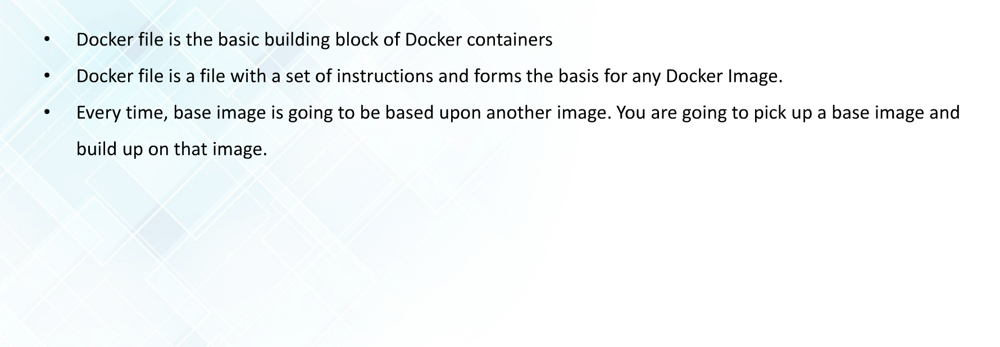 • Docker file is the basic building block of Docker containers
• Docker file is a file with a set of instructions and forms the basis for any Docker Image.
• Every time, base image is going to be based upon another image. You are going to pick up a base image and
build up on that image.